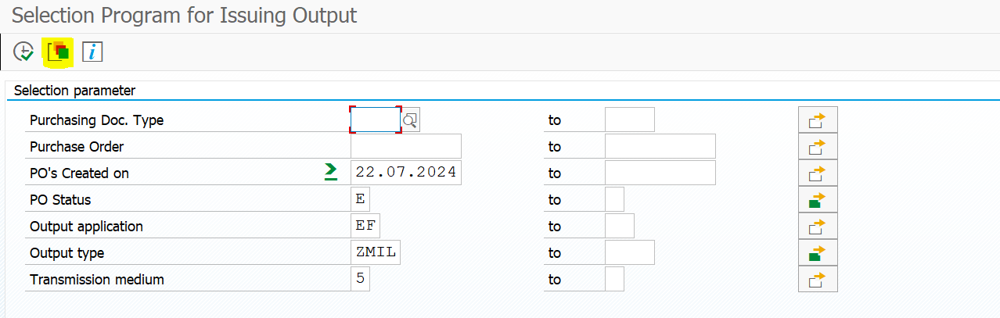 Selection Program for Issuing Output
i
Selection parameter
Purchasing Doc. Type to
Purchase Order to
PO's Created on 22.07.2024 to
PO Status E to
Output application EF to
Output type ZMIL to
Transmission medium 5 to